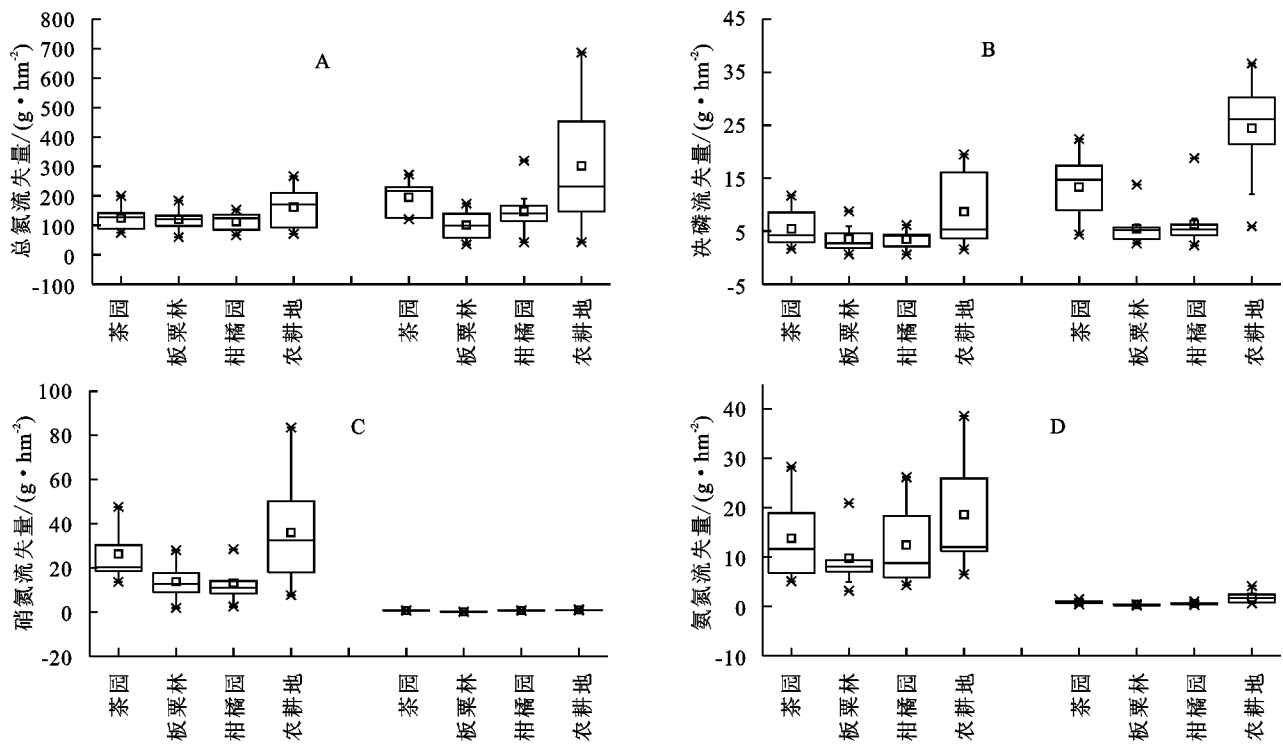 总氮流失量/(g·hm⁻²)
800
700
600
500
400
300
200
100
0
-100
A
茶园
板栗林
柑橘园
农耕地
茶园
板栗林
柑橘园
农耕地
泱磷流失量/(g·hm⁻²)
45
35
25
15
5
-5
B
茶园
板栗林
柑橘园
农耕地
茶园
板栗林
柑橘园
农耕地
硝氮流失量/(g·hm⁻²)
100
80
60
40
20
0
-20
C
茶园
板栗林
柑橘园
农耕地
茶园
板栗林
柑橘园
农耕地
氨氮流失量/(g·hm⁻²)
40
30
20
10
0
-10
D
茶园
板栗林
柑橘园
农耕地
茶园
板栗林
柑橘园
农耕地